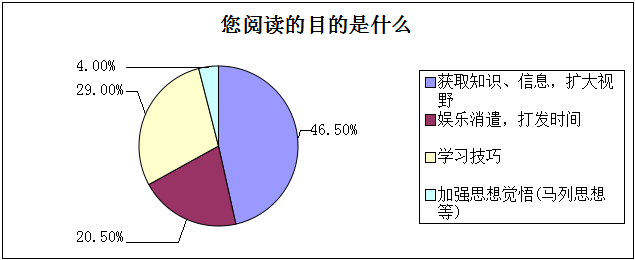 您阅读的目的是什么
4.00%
29.00%
46.50%
20.50%
获取知识、信息，扩大视
野
娱乐消遣，打发时间
学习技巧
加强思想觉悟(马列思想
等)